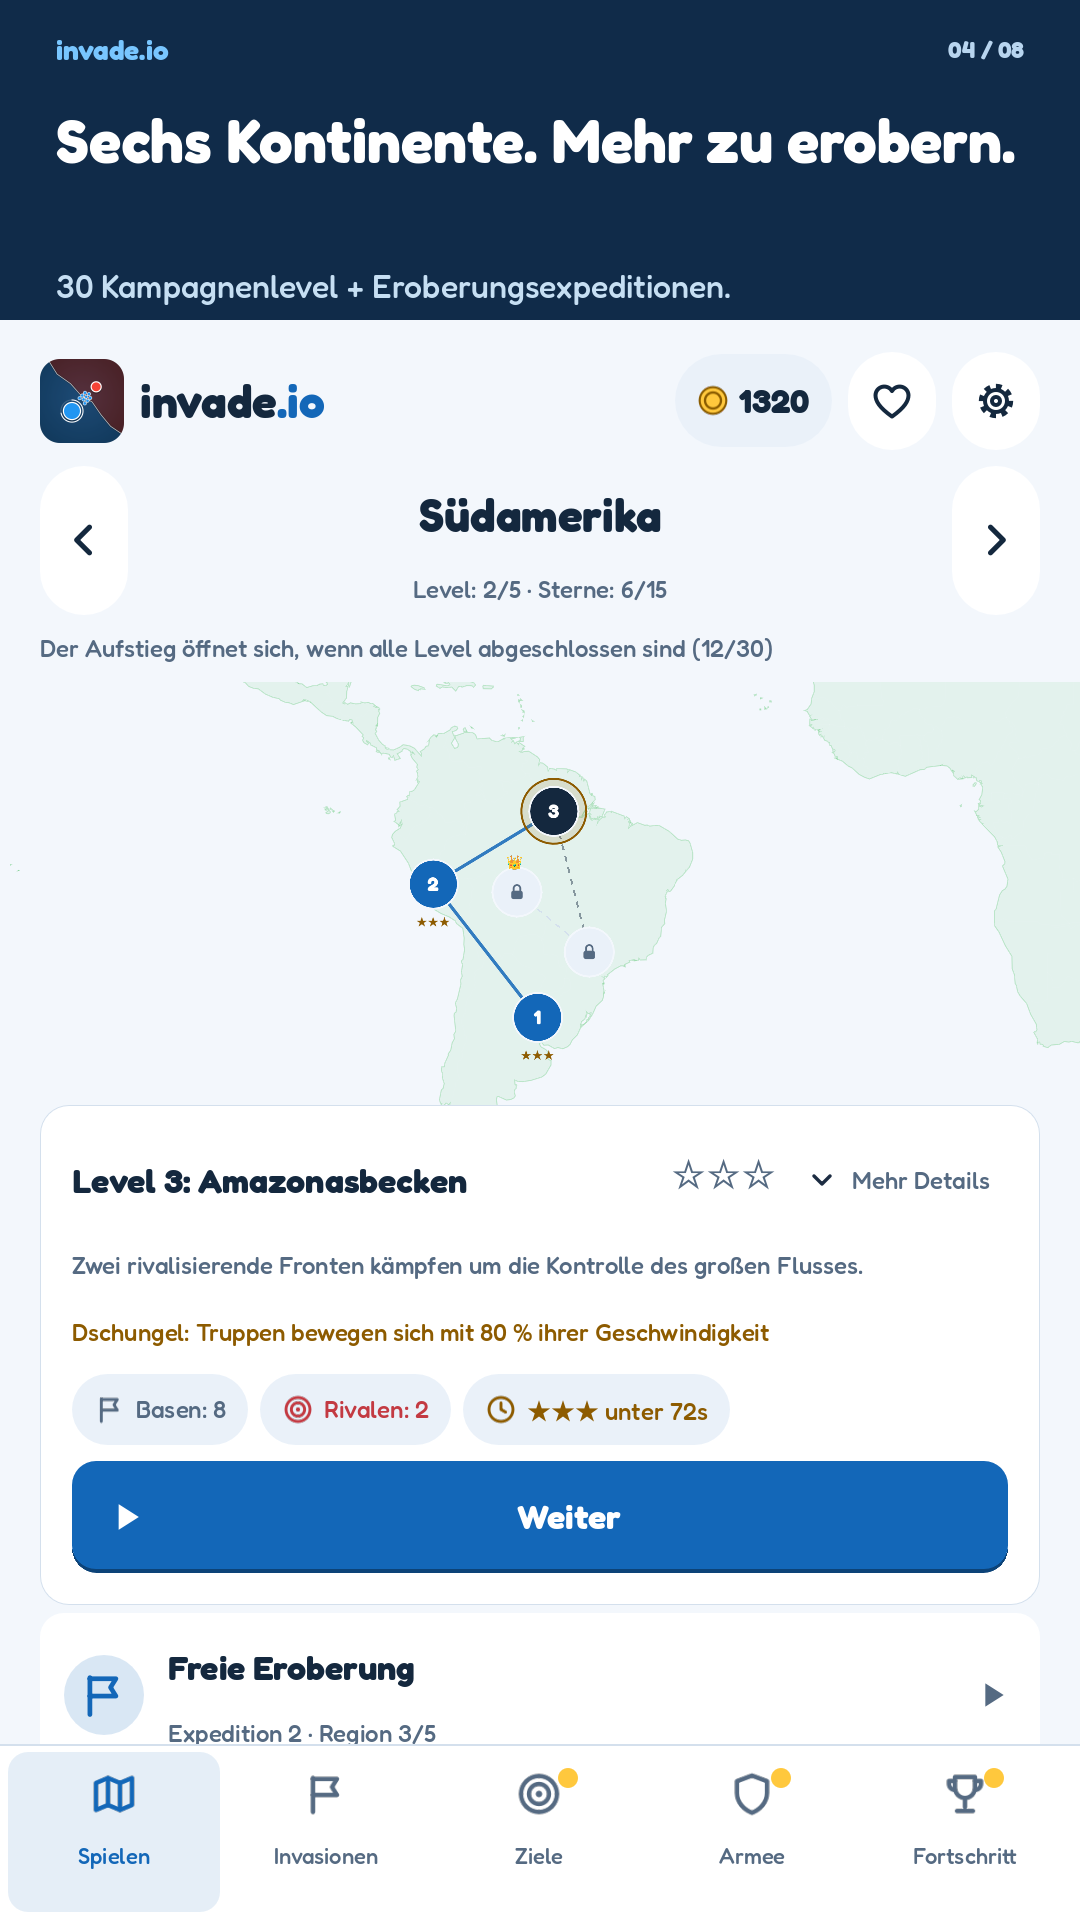 invade.io
04 / 08
Sechs Kontinente. Mehr zu erobern.
30 Kampagnenlevel + Eroberungsexpeditionen.
invade.io
1320
Südamerika
Level: 2/5 · Sterne: 6/15
Der Aufstieg öffnet sich, wenn alle Level abgeschlossen sind (12/30)
3
2
★★★
1
★★★
Level 3: Amazonasbecken
☆☆☆
Mehr Details
Zwei rivalisierende Fronten kämpfen um die Kontrolle des großen Flusses.
Dschungel: Truppen bewegen sich mit 80 % ihrer Geschwindigkeit
Basen: 8
Rivalen: 2
★★★ unter 72s
Weiter
Freie Eroberung
Expedition 2 · Region 3/5
Spielen
Invasionen
Ziele
Armee
Fortschritt